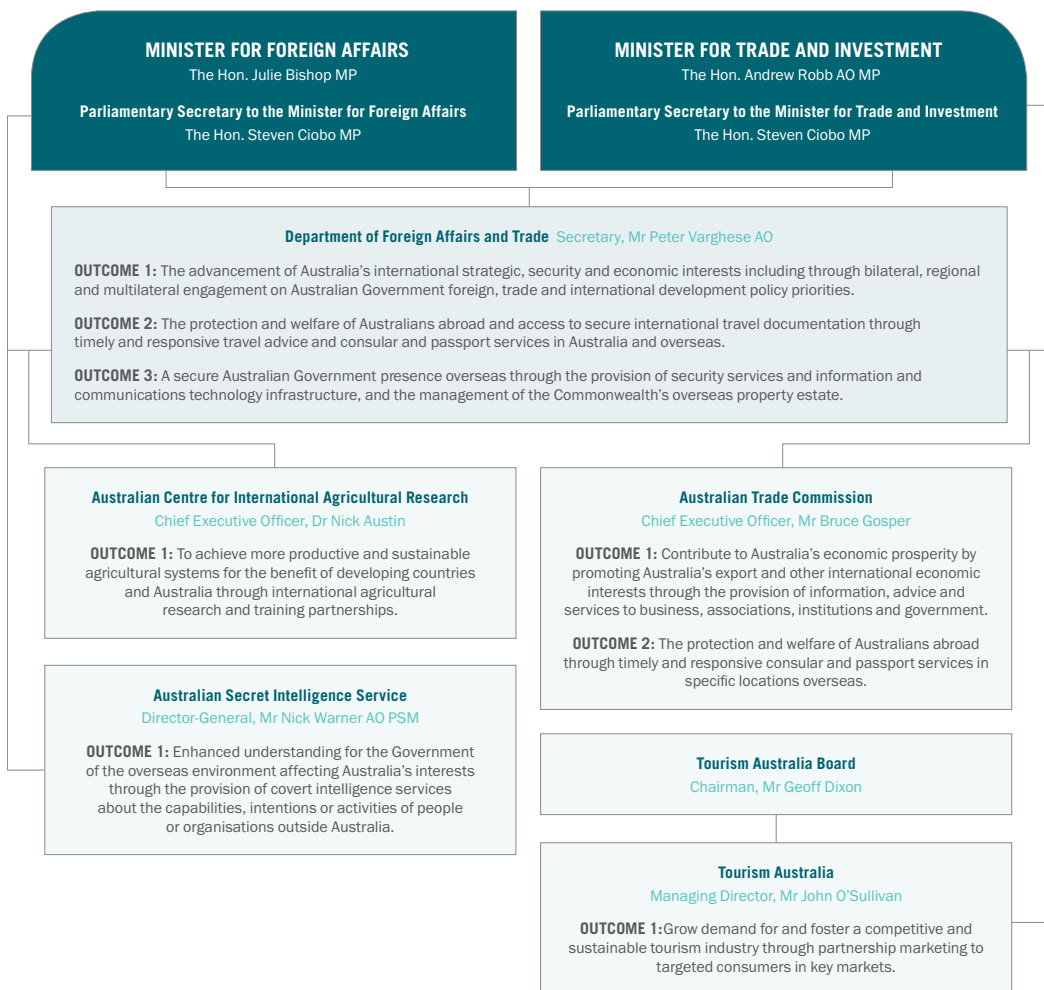 MINISTER FOR FOREIGN AFFAIRS
The Hon. Julie Bishop MP
Parliamentary Secretary to the Minister for Foreign Affairs
The Hon. Steven Ciobo MP
MINISTER FOR TRADE AND INVESTMENT
The Hon. Andrew Robb AO MP
Parliamentary Secretary to the Minister for Trade and Investment
The Hon. Steven Ciobo MP
Department of Foreign Affairs and Trade Secretary, Mr Peter Varghese AO
OUTCOME 1: The advancement of Australia's international strategic, security and economic interests including through bilateral, regional
and multilateral engagement on Australian Government foreign, trade and international development policy priorities.
OUTCOME 2: The protection and welfare of Australians abroad and access to secure international travel documentation through
timely and responsive travel advice and consular and passport services in Australia and overseas.
OUTCOME 3: A secure Australian Government presence overseas through the provision of security services and information and
communications technology infrastructure, and the management of the Commonwealth's overseas property estate.
Australian Centre for International Agricultural Research
Chief Executive Officer, Dr Nick Austin
OUTCOME 1: To achieve more productive and sustainable
agricultural systems for the benefit of developing countries
and Australia through international agricultural
research and training partnerships.
Australian Secret Intelligence Service
Director-General, Mr Nick Warner AO PSM
OUTCOME 1: Enhanced understanding for the Government
of the overseas environment affecting Australia's interests
through the provision of covert intelligence services
about the capabilities, intentions or activities of people
or organisations outside Australia.
Australian Trade Commission
Chief Executive Officer, Mr Bruce Gosper
OUTCOME 1: Contribute to Australia's economic prosperity by
promoting Australia's export and other international economic
interests through the provision of information, advice and
services to business, associations, institutions and government.
OUTCOME 2: The protection and welfare of Australians abroad
through timely and responsive consular and passport services in
specific locations overseas.
Tourism Australia Board
Chairman, Mr Geoff Dixon
Tourism Australia
Managing Director, Mr John O'Sullivan
OUTCOME 1:Grow demand for and foster a competitive and
sustainable tourism industry through partnership marketing to
targeted consumers in key markets.